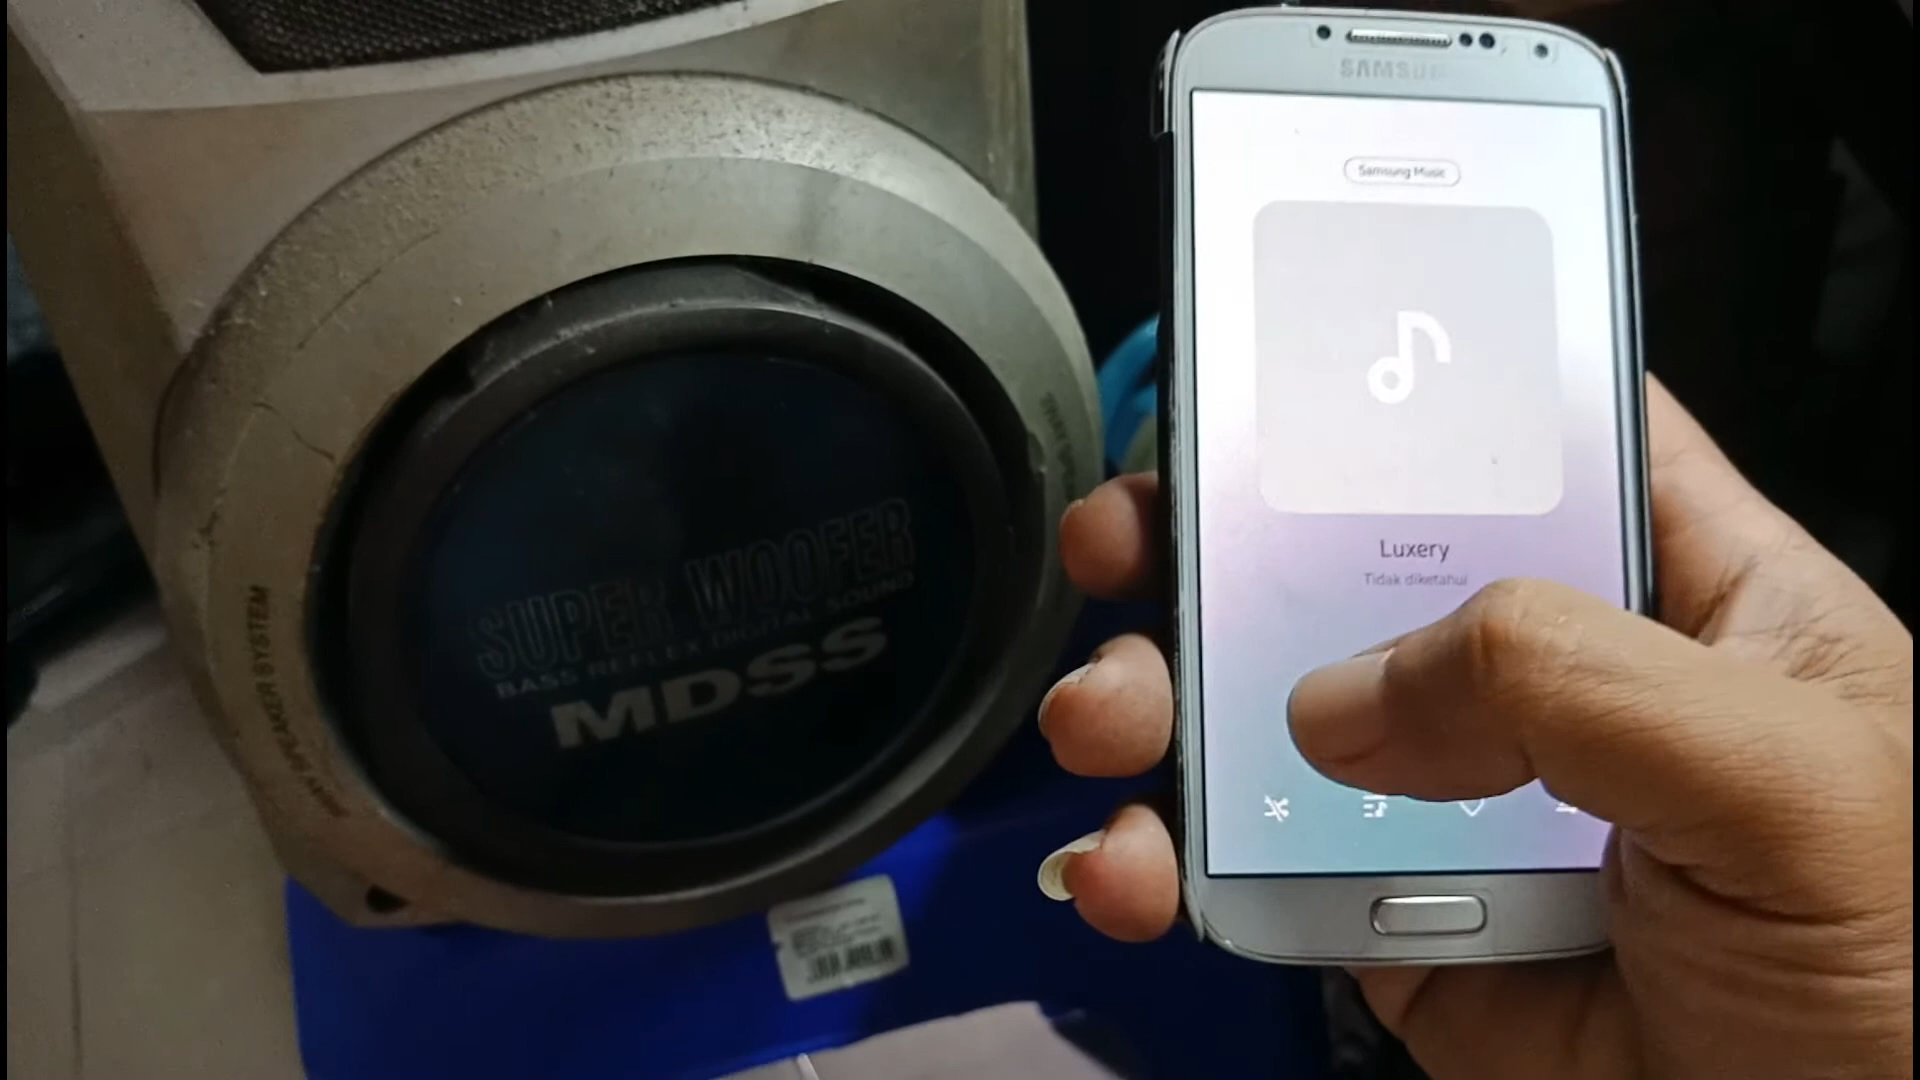 SUPER WOOFER
BASS REFLEX DIGITAL SOUND
MDSS
SPEAKER SYSTEM
SAMSUNG
Samsung Music
Luxery
Tidak diketahui